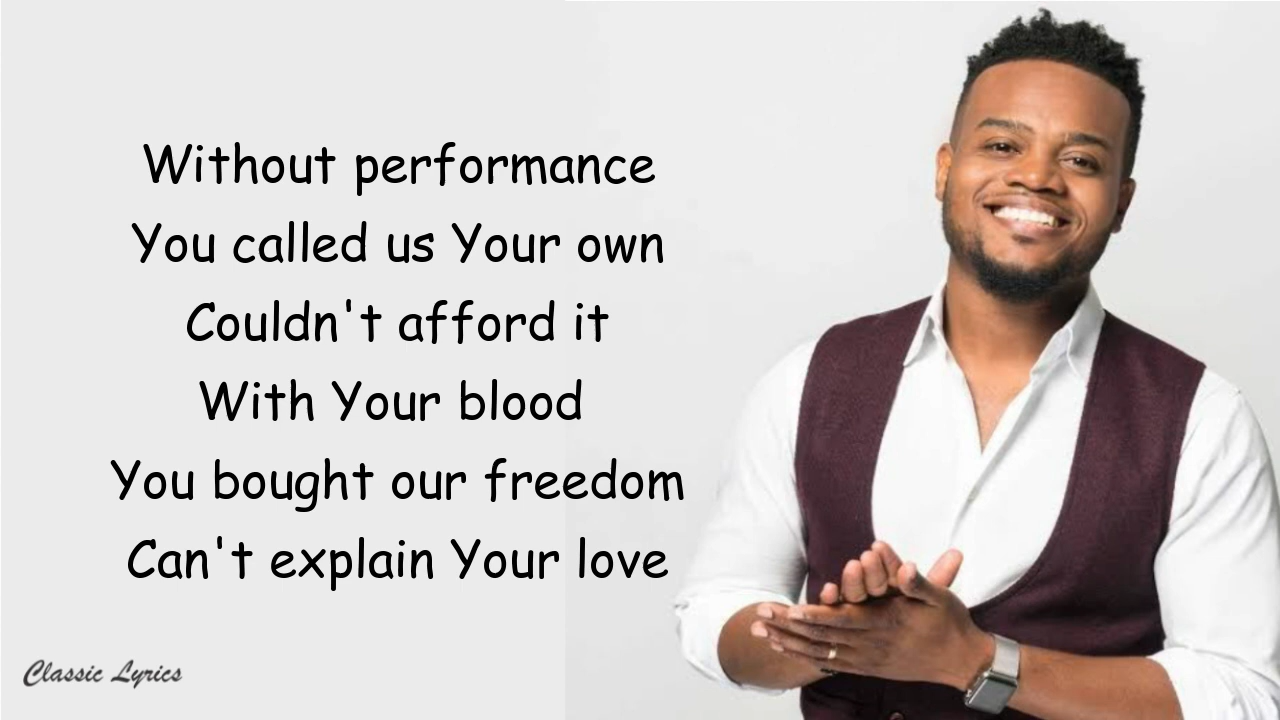 Without performance
You called us Your own
Couldn't afford it
With Your blood
You bought our freedom
Can't explain Your love
Classic Lyrics